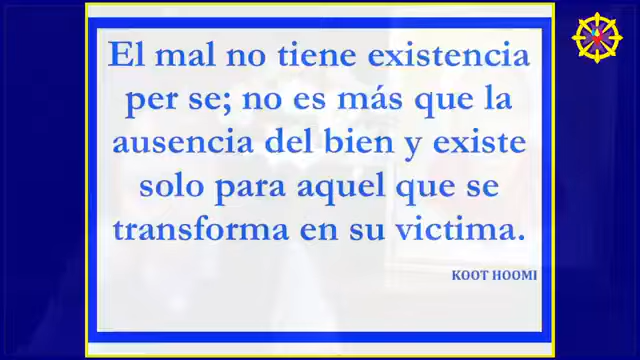 El mal no tiene existencia
per se; no es más que la
ausencia del bien y existe
solo para aquel que se
transforma en su victima.
KOOT HOOMI